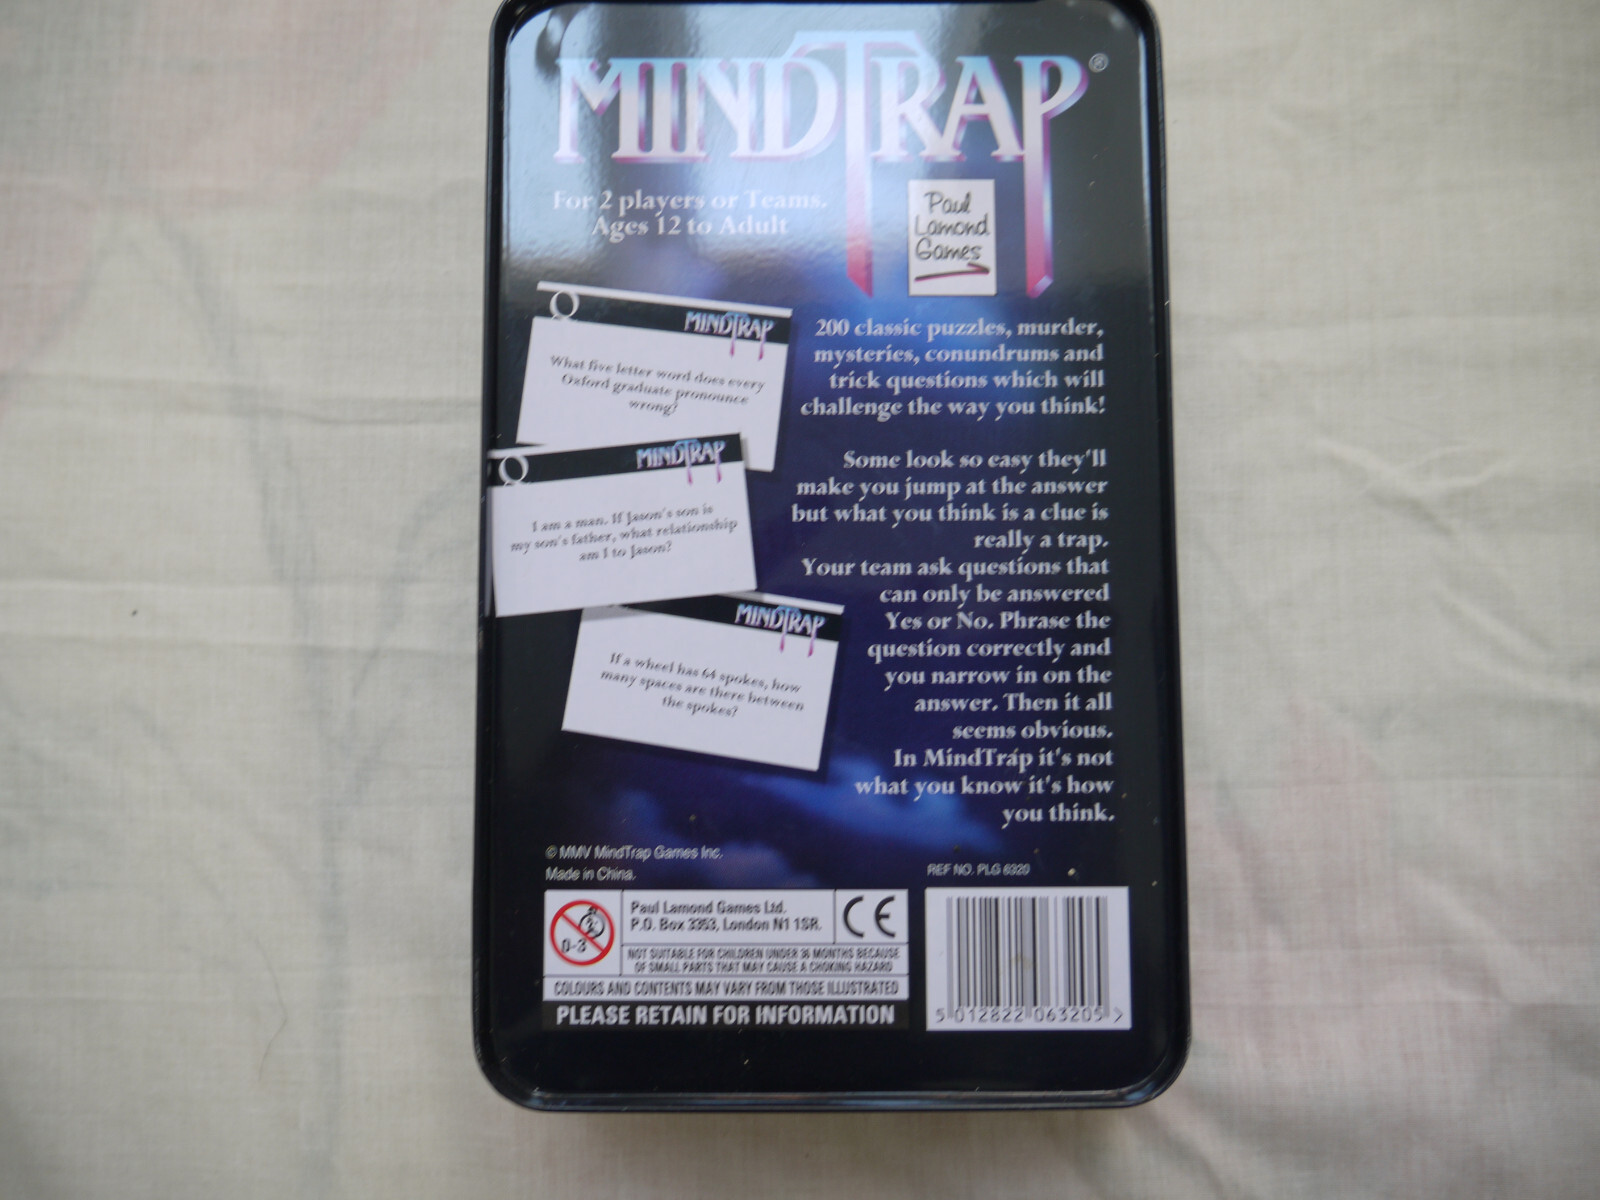 MINDTRAP®
For 2 players or Teams.
Ages 12 to Adult
Paul
Lamond
Games
Q
MINDTRAP
What five letter word does every
Oxford graduate pronounce
wrong?
Q
MINDTRAP
I am a man. If Jason's son is
my son's father, what relationship
am I to Jason?
MINDTRAP
If a wheel has 64 spokes, how
many spaces are there between
the spokes?
200 classic puzzles, murder,
mysteries, conundrums and
trick questions which will
challenge the way you think!
Some look so easy they'll
make you jump at the answer
but what you think is a clue is
really a trap.
Your team ask questions that
can only be answered
Yes or No. Phrase the
question correctly and
you narrow in on the
answer. Then it all
seems obvious.
In MindTrap it's not
what you know it's how
you think.
© MMV MindTrap Games Inc.
Made in China.
REF NO. PLG 6320
0-3
Paul Lamond Games Ltd.
P.O. Box 3353, London N1 1SR.
CE
NOT SUITABLE FOR CHILDREN UNDER 36 MONTHS BECAUSE
OF SMALL PARTS THAT MAY CAUSE A CHOKING HAZARD
COLOURS AND CONTENTS MAY VARY FROM THOSE ILLUSTRATED
PLEASE RETAIN FOR INFORMATION
5 012822 063205 >